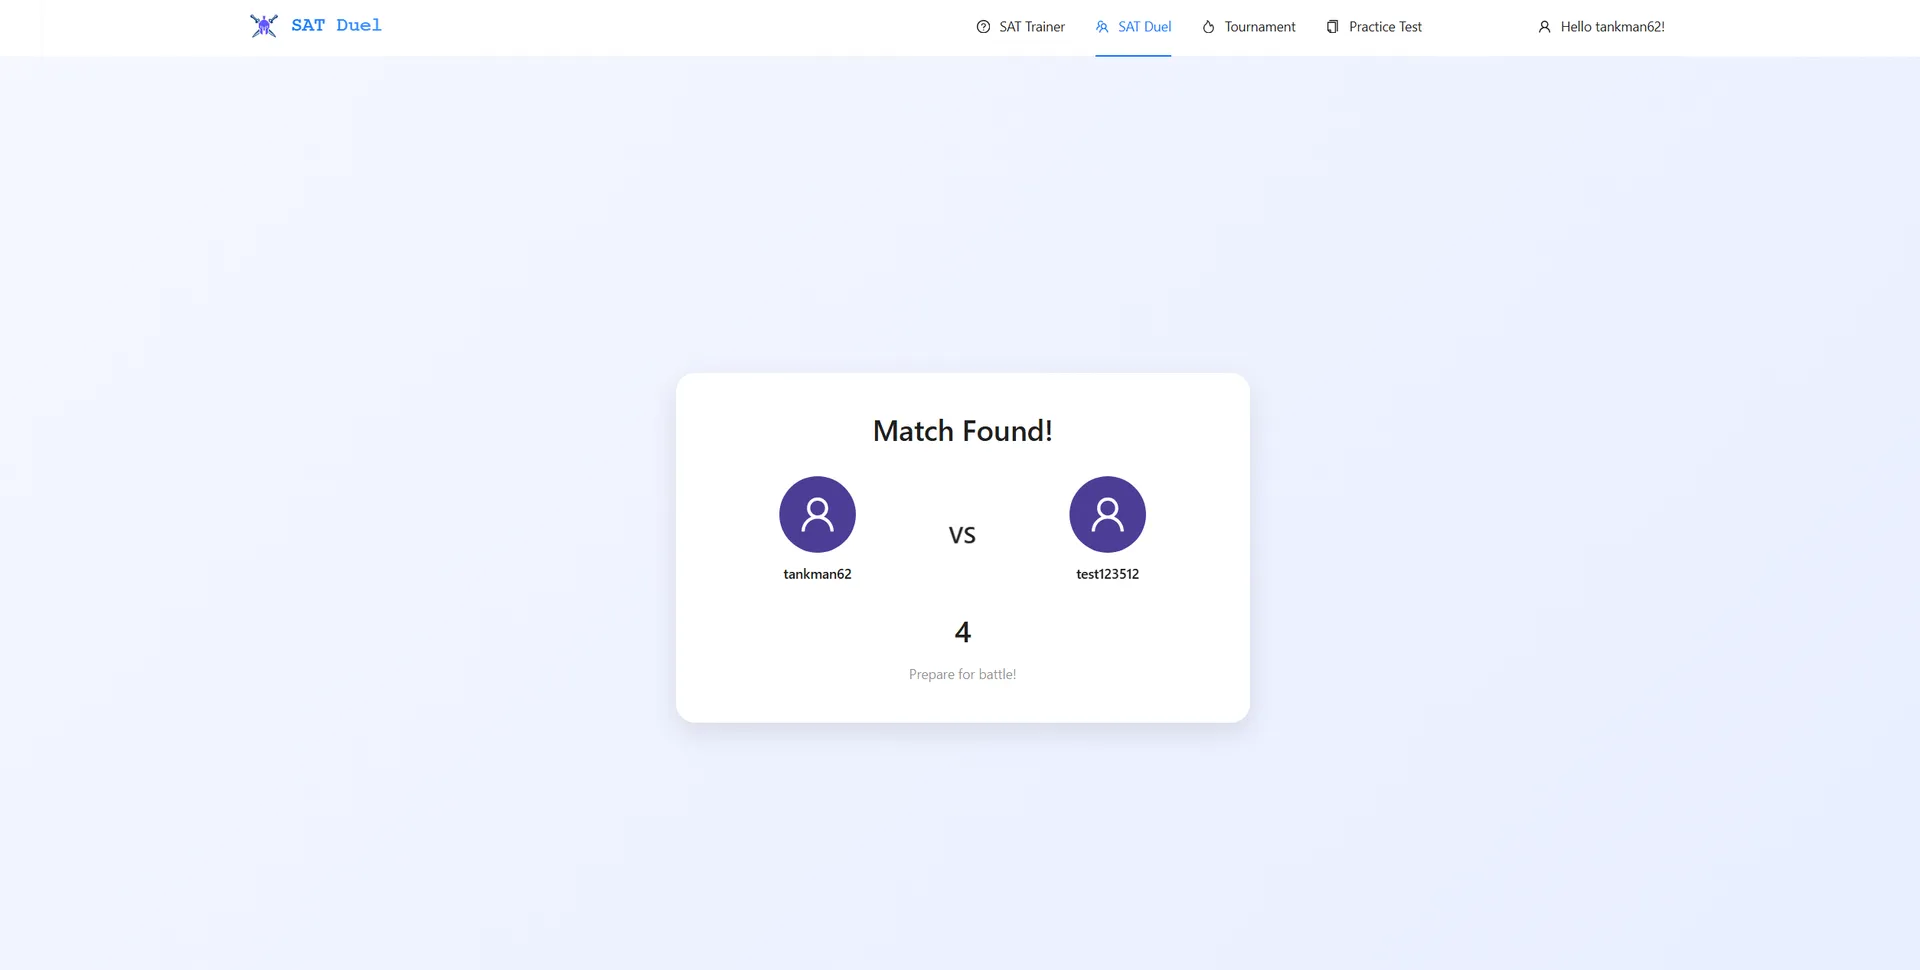 SAT Duel
SAT Trainer
SAT Duel
Tournament
Practice Test
Hello tankman62!
Match Found!
tankman62
VS
test123512
4
Prepare for battle!